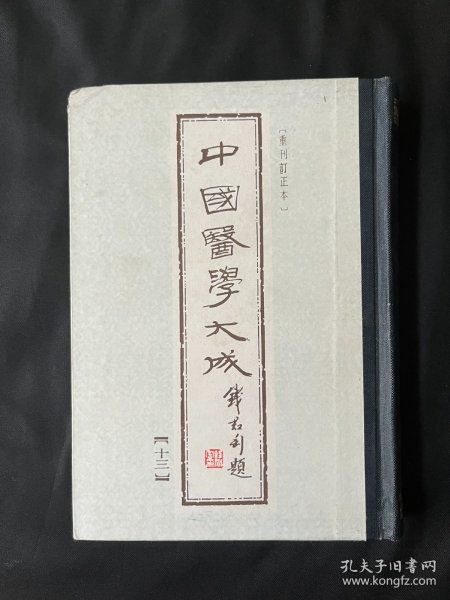 [重刊訂正本]
中國醫學大成
錢君匋題
【十三】
孔夫子旧书网
www.kongfz.com